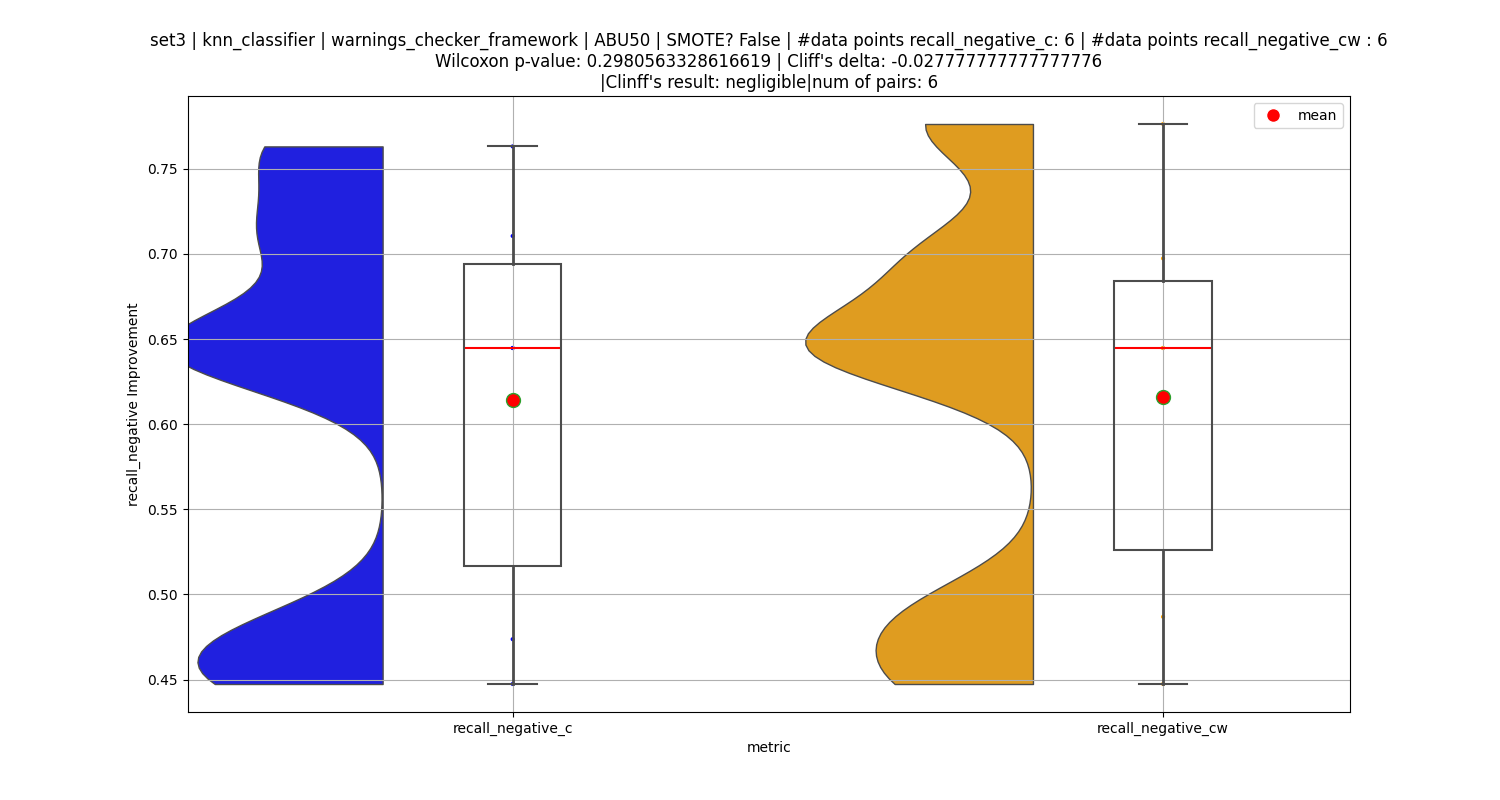 set3 | knn_classifier | warnings_checker_framework | ABU50 | SMOTE? False | #data points recall_negative_c: 6 | #data points recall_negative_cw : 6
Wilcoxon p-value: 0.2980563328616619 | Cliff's delta: -0.027777777777777776
|Clinff's result: negligible|num of pairs: 6
mean
0.75
0.70
0.65
0.60
0.55
0.50
0.45
recall_negative Improvement
recall_negative_c
recall_negative_cw
metric